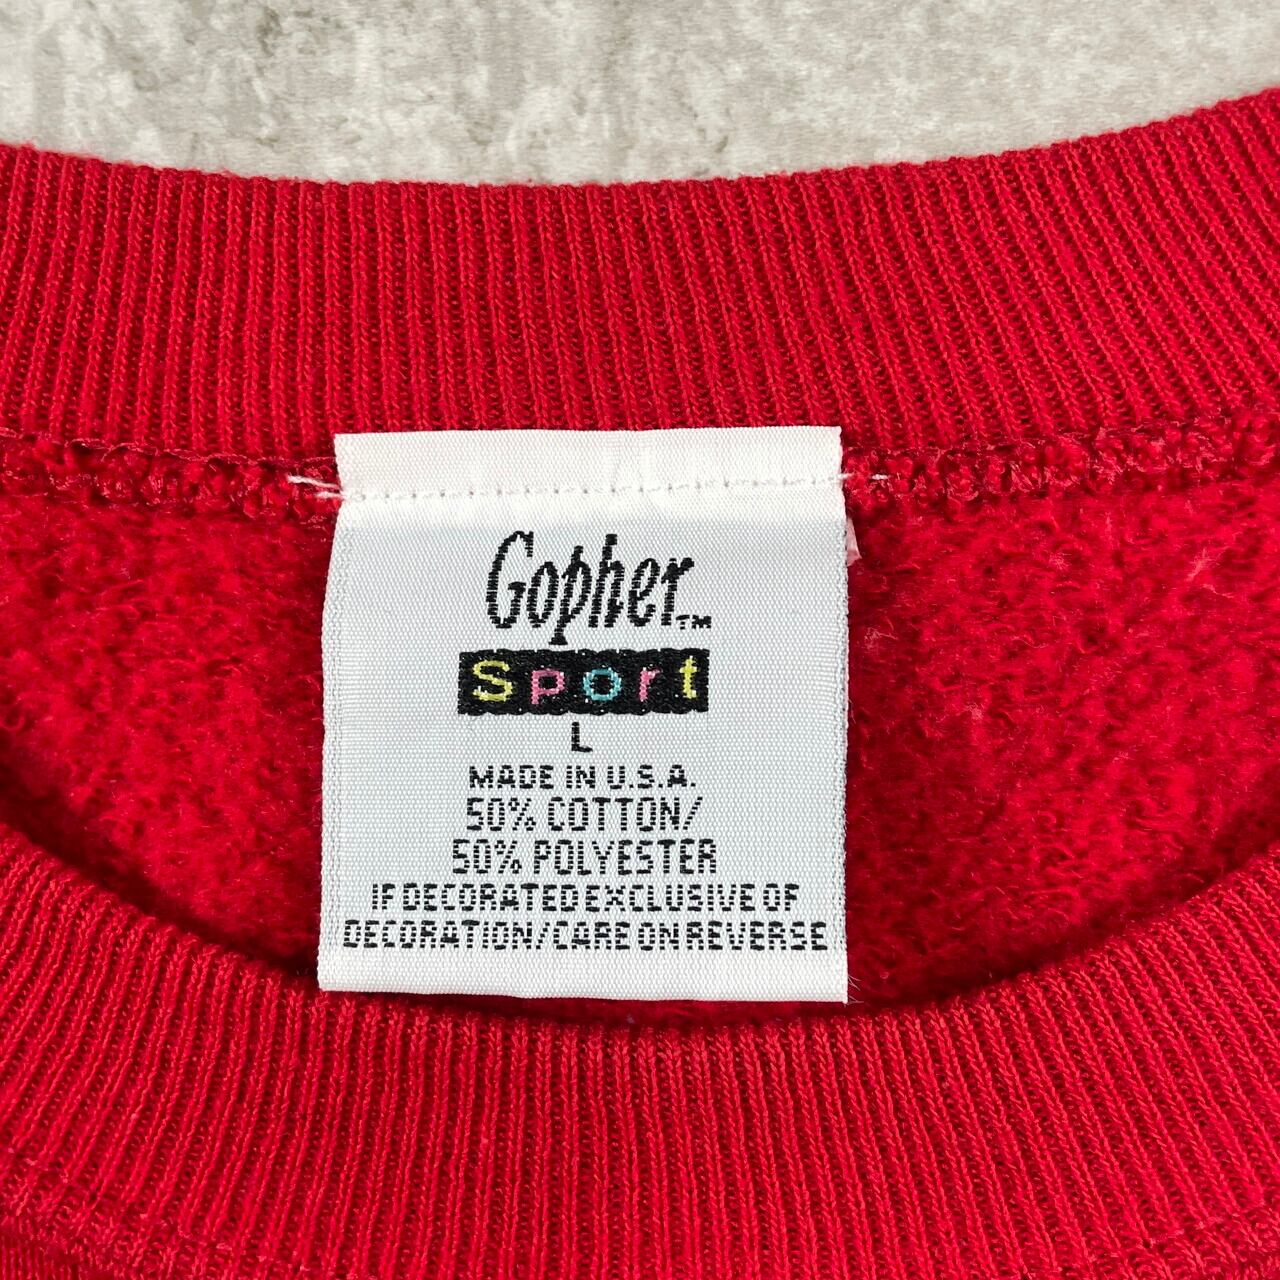 Gopher™
Sport
L
MADE IN U.S.A.
50% COTTON/
50% POLYESTER
IF DECORATED EXCLUSIVE OF
DECORATION/CARE ON REVERSE